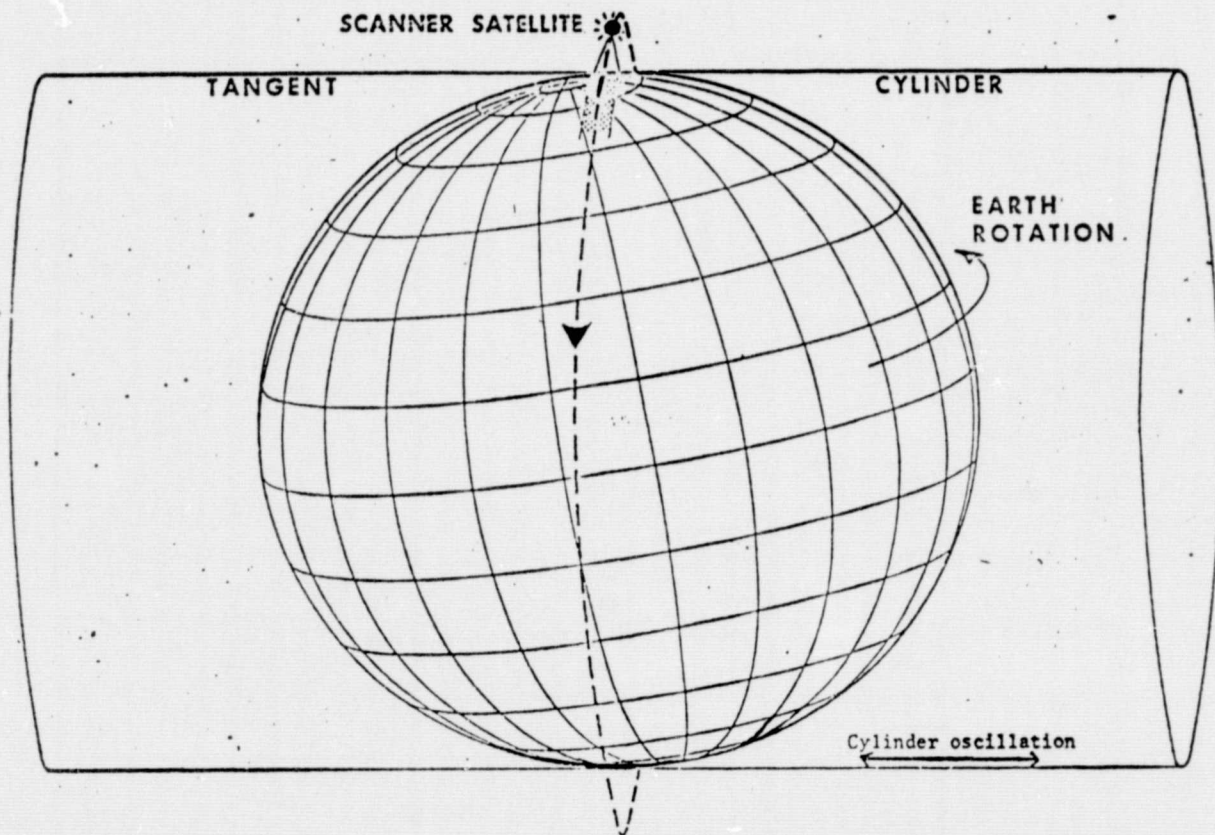 SCANNER SATELLITE
TANGENT
CYLINDER
EARTH
ROTATION
Cylinder oscillation